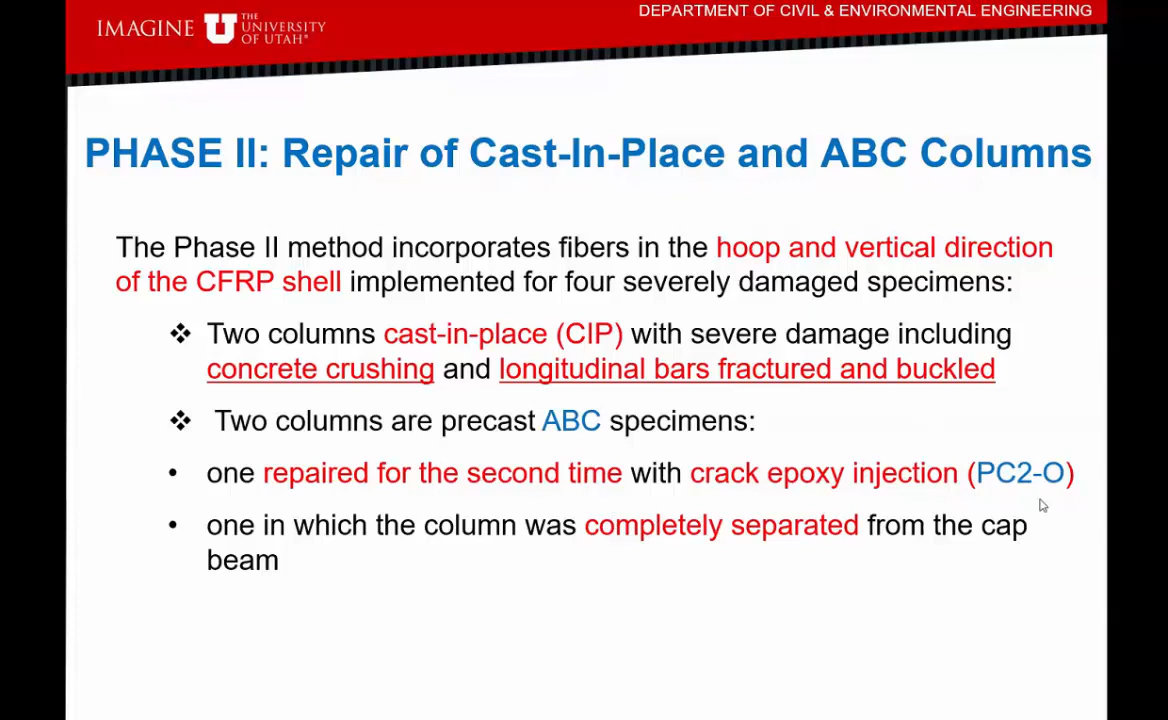 IMAGINE
THE
UNIVERSITY
OF UTAH®
DEPARTMENT OF CIVIL & ENVIRONMENTAL ENGINEERING
PHASE II: Repair of Cast-In-Place and ABC Columns
The Phase II method incorporates fibers in the hoop and vertical direction
of the CFRP shell implemented for four severely damaged specimens:
❖ Two columns cast-in-place (CIP) with severe damage including
concrete crushing and longitudinal bars fractured and buckled
❖ Two columns are precast ABC specimens:
• one repaired for the second time with crack epoxy injection (PC2-O)
• one in which the column was completely separated from the cap
beam